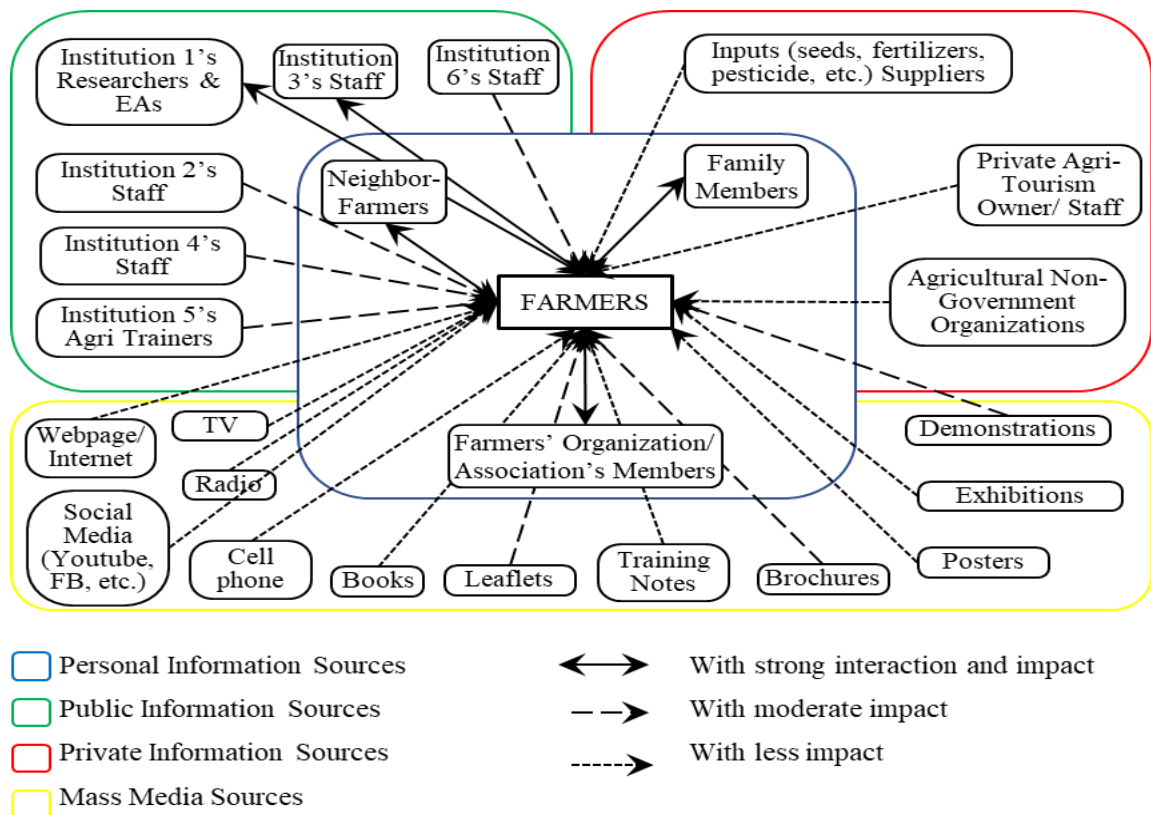 Institution 1's
Researchers &
EAs
Institution
3's Staff
Institution
6's Staff
Inputs (seeds, fertilizers,
pesticide, etc.) Suppliers
Institution 2's
Staff
Neighbor-
Farmers
Family
Members
Private Agri-
Tourism
Owner/ Staff
Institution 4's
Staff
Institution 5's
Agri Trainers
FARMERS
Agricultural Non-
Government
Organizations
Webpage/
Internet
TV
Radio
Farmers' Organization/
Association's Members
Demonstrations
Exhibitions
Social
Media
(Youtube,
FB, etc.)
Cell
phone
Books
Leaflets
Training
Notes
Brochures
Posters
Personal Information Sources
With strong interaction and impact
Public Information Sources
With moderate impact
Private Information Sources
With less impact
Mass Media Sources